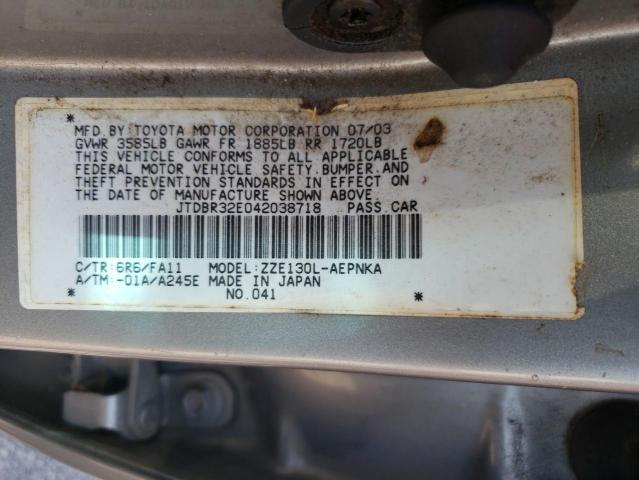 MFD.BY:TOYOTA MOTOR CORPORATION 07/03
GVWR 3585LB GAWR FR 1885LB RR 1720LB
THIS VEHICLE CONFORMS TO ALL APPLICABLE
FEDERAL MOTOR VEHICLE SAFETY,BUMPER,AND
THEFT PREVENTION STANDARDS IN EFFECT ON
THE DATE OF MANUFACTURE SHOWN ABOVE.
JTDBR32E042038718 PASS.CAR
C/TR:6R6/FA11 MODEL:ZZE130L-AEPNKA
A/TM:-01A/A245E MADE IN JAPAN
* NO.041 *